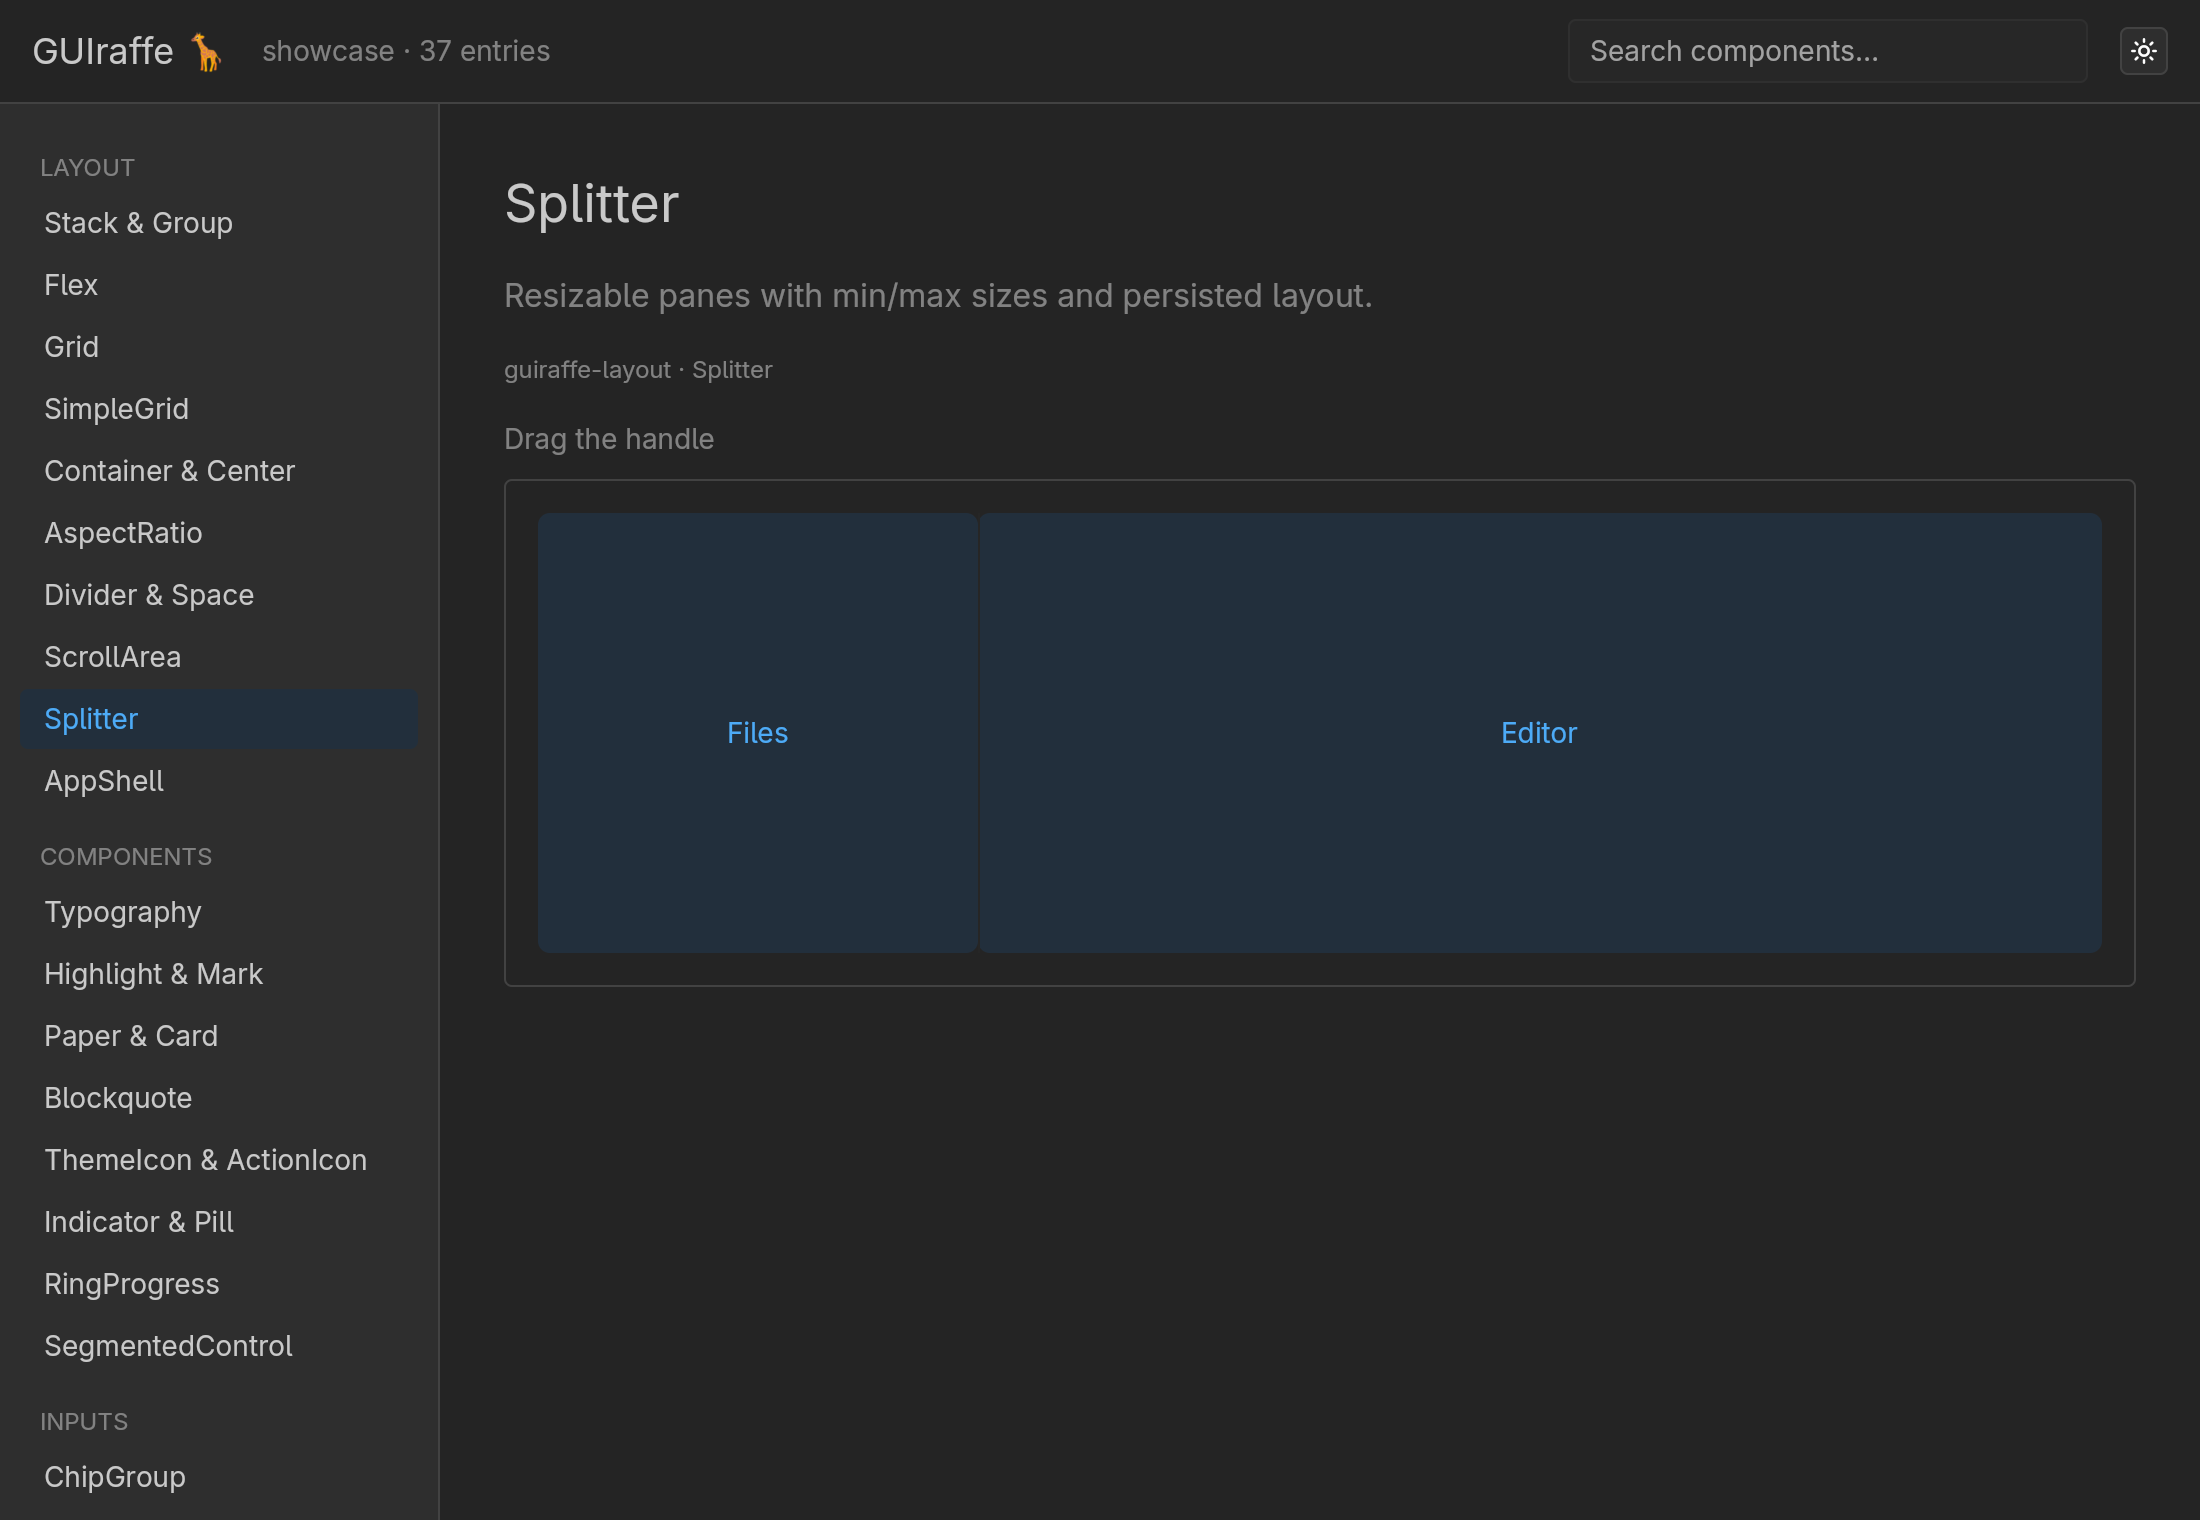 GUIraffe 🦒 showcase · 37 entries
Search components...
LAYOUT
Stack & Group
Flex
Grid
SimpleGrid
Container & Center
AspectRatio
Divider & Space
ScrollArea
Splitter
AppShell
COMPONENTS
Typography
Highlight & Mark
Paper & Card
Blockquote
ThemeIcon & ActionIcon
Indicator & Pill
RingProgress
SegmentedControl
INPUTS
ChipGroup
Splitter
Resizable panes with min/max sizes and persisted layout.
guiraffe-layout · Splitter
Drag the handle
Files
Editor